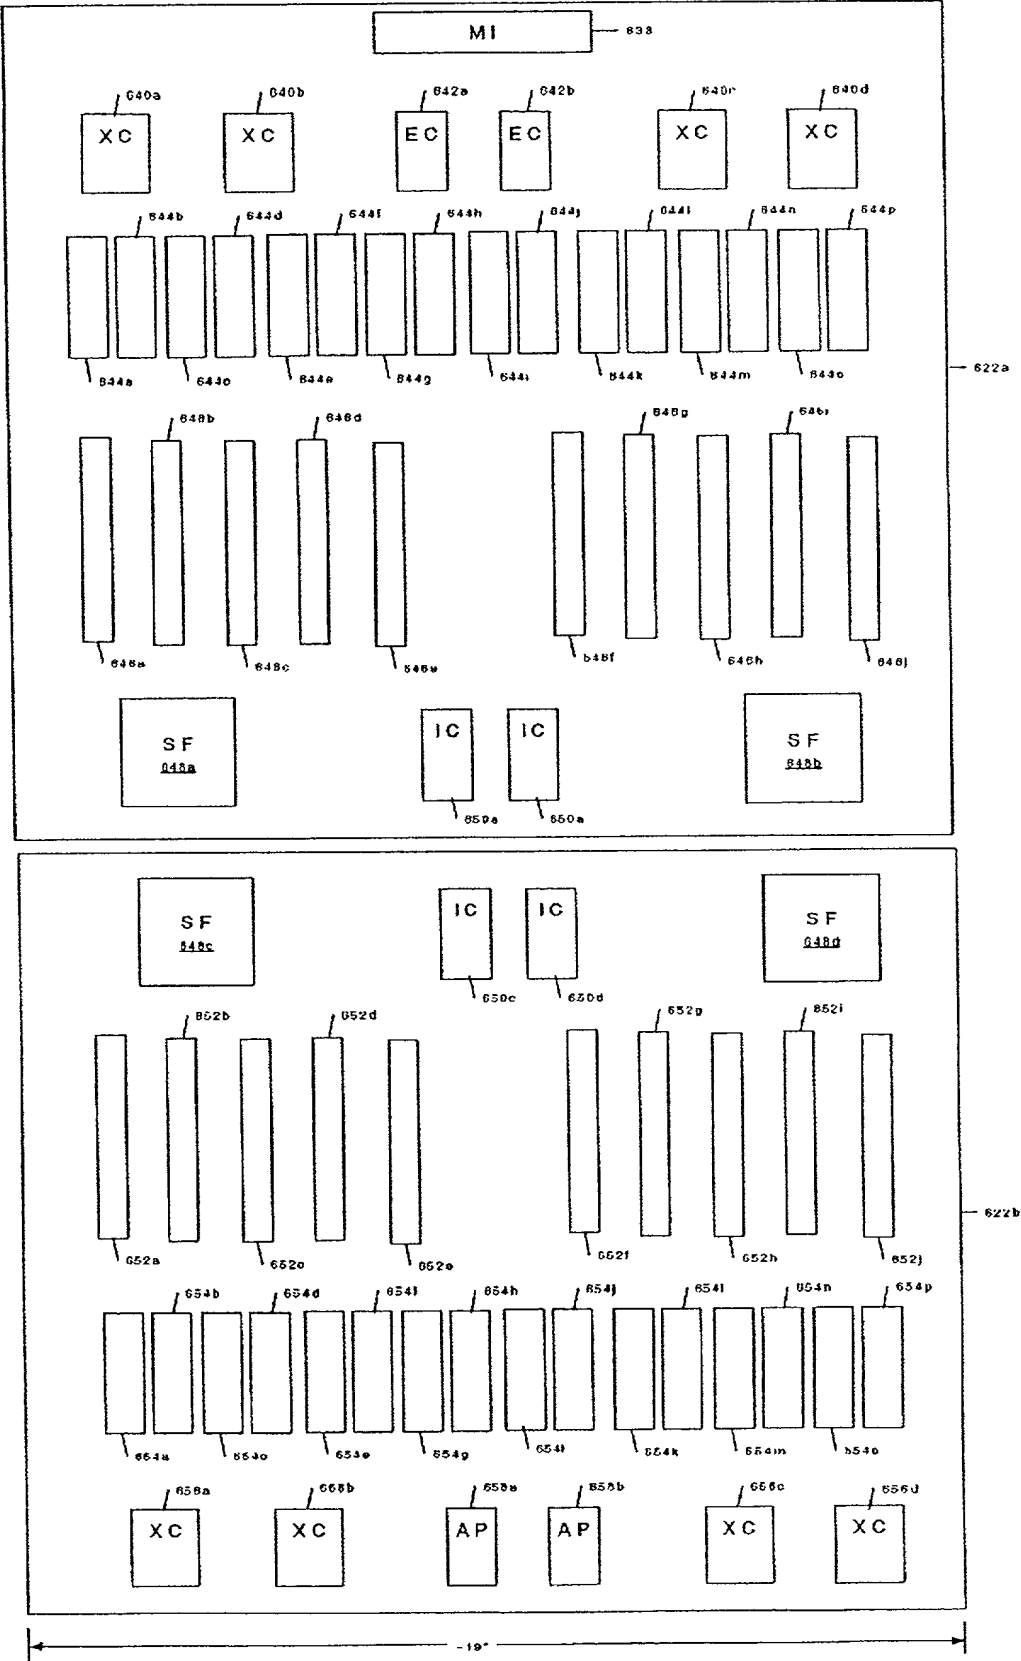 MI 638
640a 640b 642a 642b 640c 640d
XC XC EC EC XC XC
644b 644d 644f 644h 644j 644l 644n 644p
644a 644c 644e 644g 644i 644k 644m 644o
622a
646b 646d 646g 646i
646a 646c 646e 646f 646h 646j
SF IC IC SF
648a 648b
650a 650a
SF IC IC SF
648c 648d
650c 650d
652b 652d 652g 652i
622b
652a 652c 652e 652f 652h 652j
654b 654d 654f 654h 654j 654l 654n 654p
654a 654c 654e 654g 654i 654k 654m 654o
656a 656b 658a 658b 656c 656d
XC XC AP AP XC XC
~19"